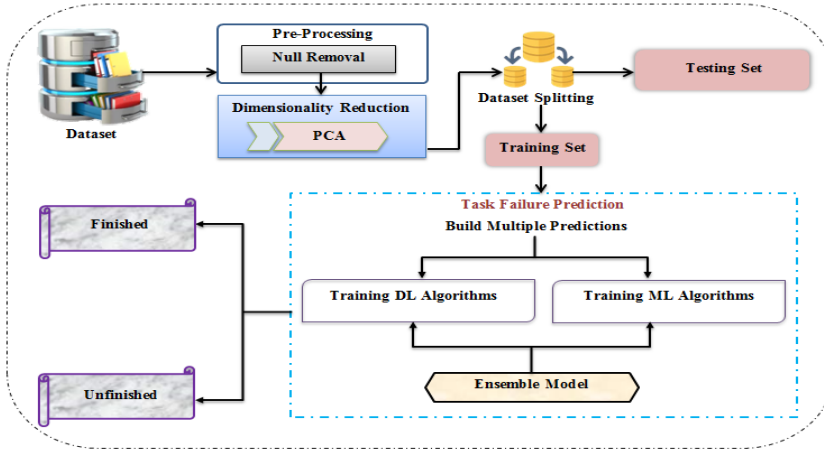 Pre-Processing
Null Removal
Dataset
Dimensionality Reduction
PCA
Dataset Splitting
Testing Set
Training Set
Task Failure Prediction
Build Multiple Predictions
Training DL Algorithms
Training ML Algorithms
Ensemble Model
Finished
Unfinished